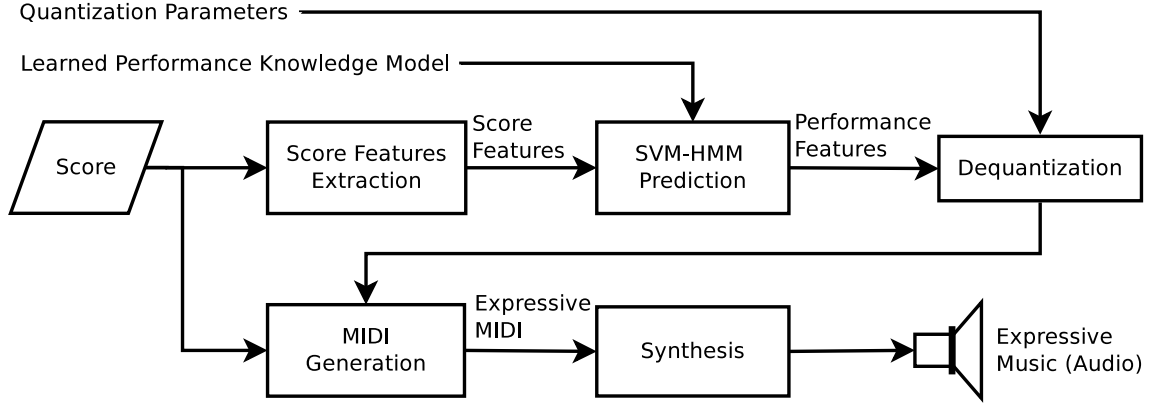 Quantization Parameters
Learned Performance Knowledge Model
Score
Score Features
Extraction
Score
Features
SVM-HMM
Prediction
Performance
Features
Dequantization
MIDI
Generation
Expressive
MIDI
Synthesis
Expressive
Music (Audio)